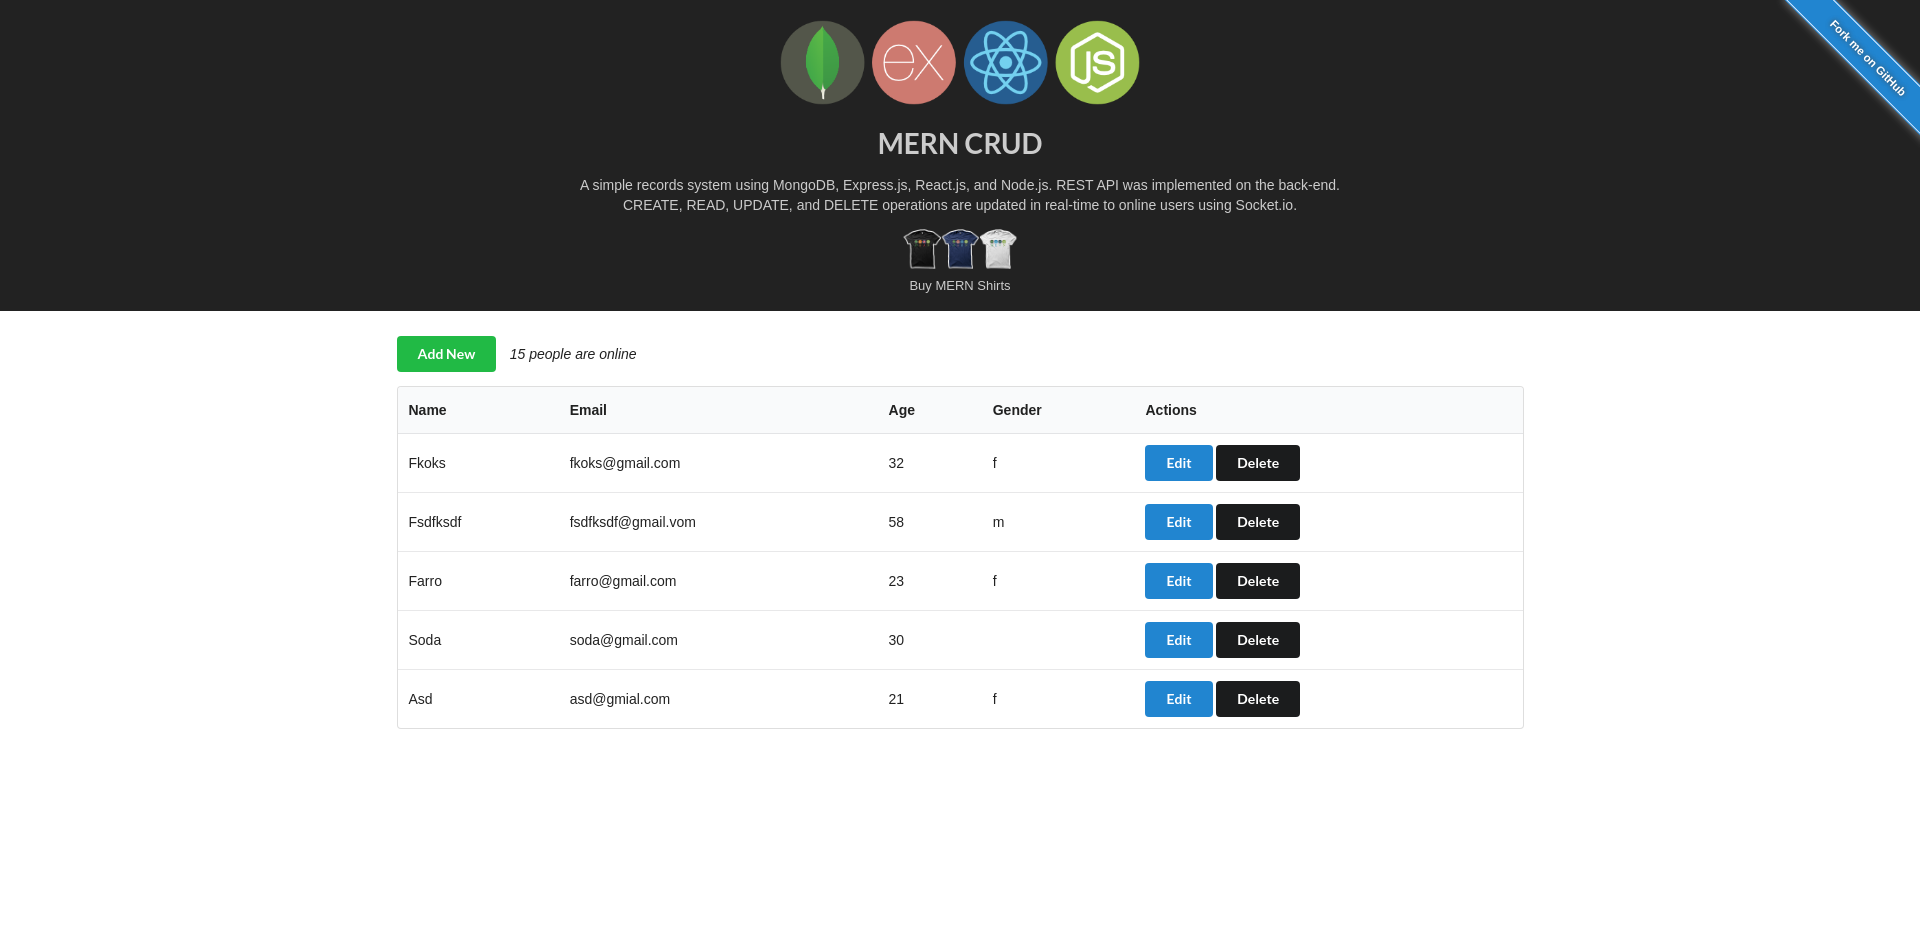 ex
JS
Fork me on GitHub
MERN CRUD
A simple records system using MongoDB, Express.js, React.js, and Node.js. REST API was implemented on the back-end.
CREATE, READ, UPDATE, and DELETE operations are updated in real-time to online users using Socket.io.
Buy MERN Shirts
Add New 15 people are online
Name Email Age Gender Actions
Fkoks fkoks@gmail.com 32 f Edit Delete
Fsdfksdf fsdfksdf@gmail.vom 58 m Edit Delete
Farro farro@gmail.com 23 f Edit Delete
Soda soda@gmail.com 30 Edit Delete
Asd asd@gmial.com 21 f Edit Delete